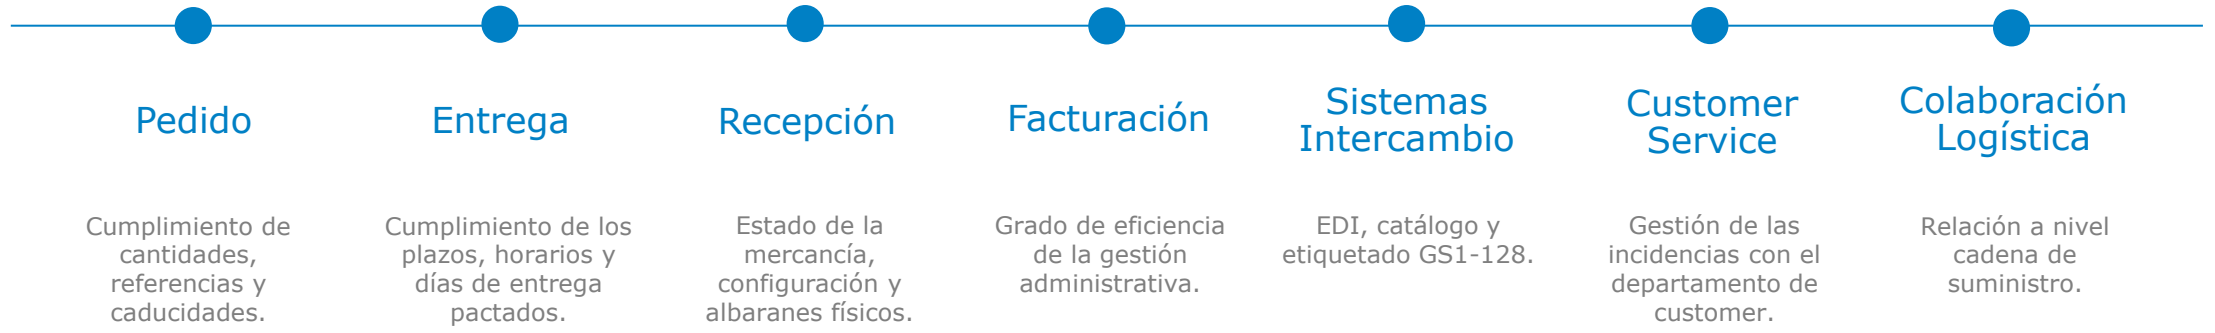 Pedido
Cumplimiento de
cantidades,
referencias y
caducidades.
Entrega
Cumplimiento de los
plazos, horarios y
días de entrega
pactados.
Recepción
Estado de la
mercancía,
configuración y
albaranes físicos.
Facturación
Grado de eficiencia
de la gestión
administrativa.
Sistemas
Intercambio
EDI, catálogo y
etiquetado GS1-128.
Customer
Service
Gestión de las
incidencias con el
departamento de
customer.
Colaboración
Logística
Relación a nivel
cadena de
suministro.